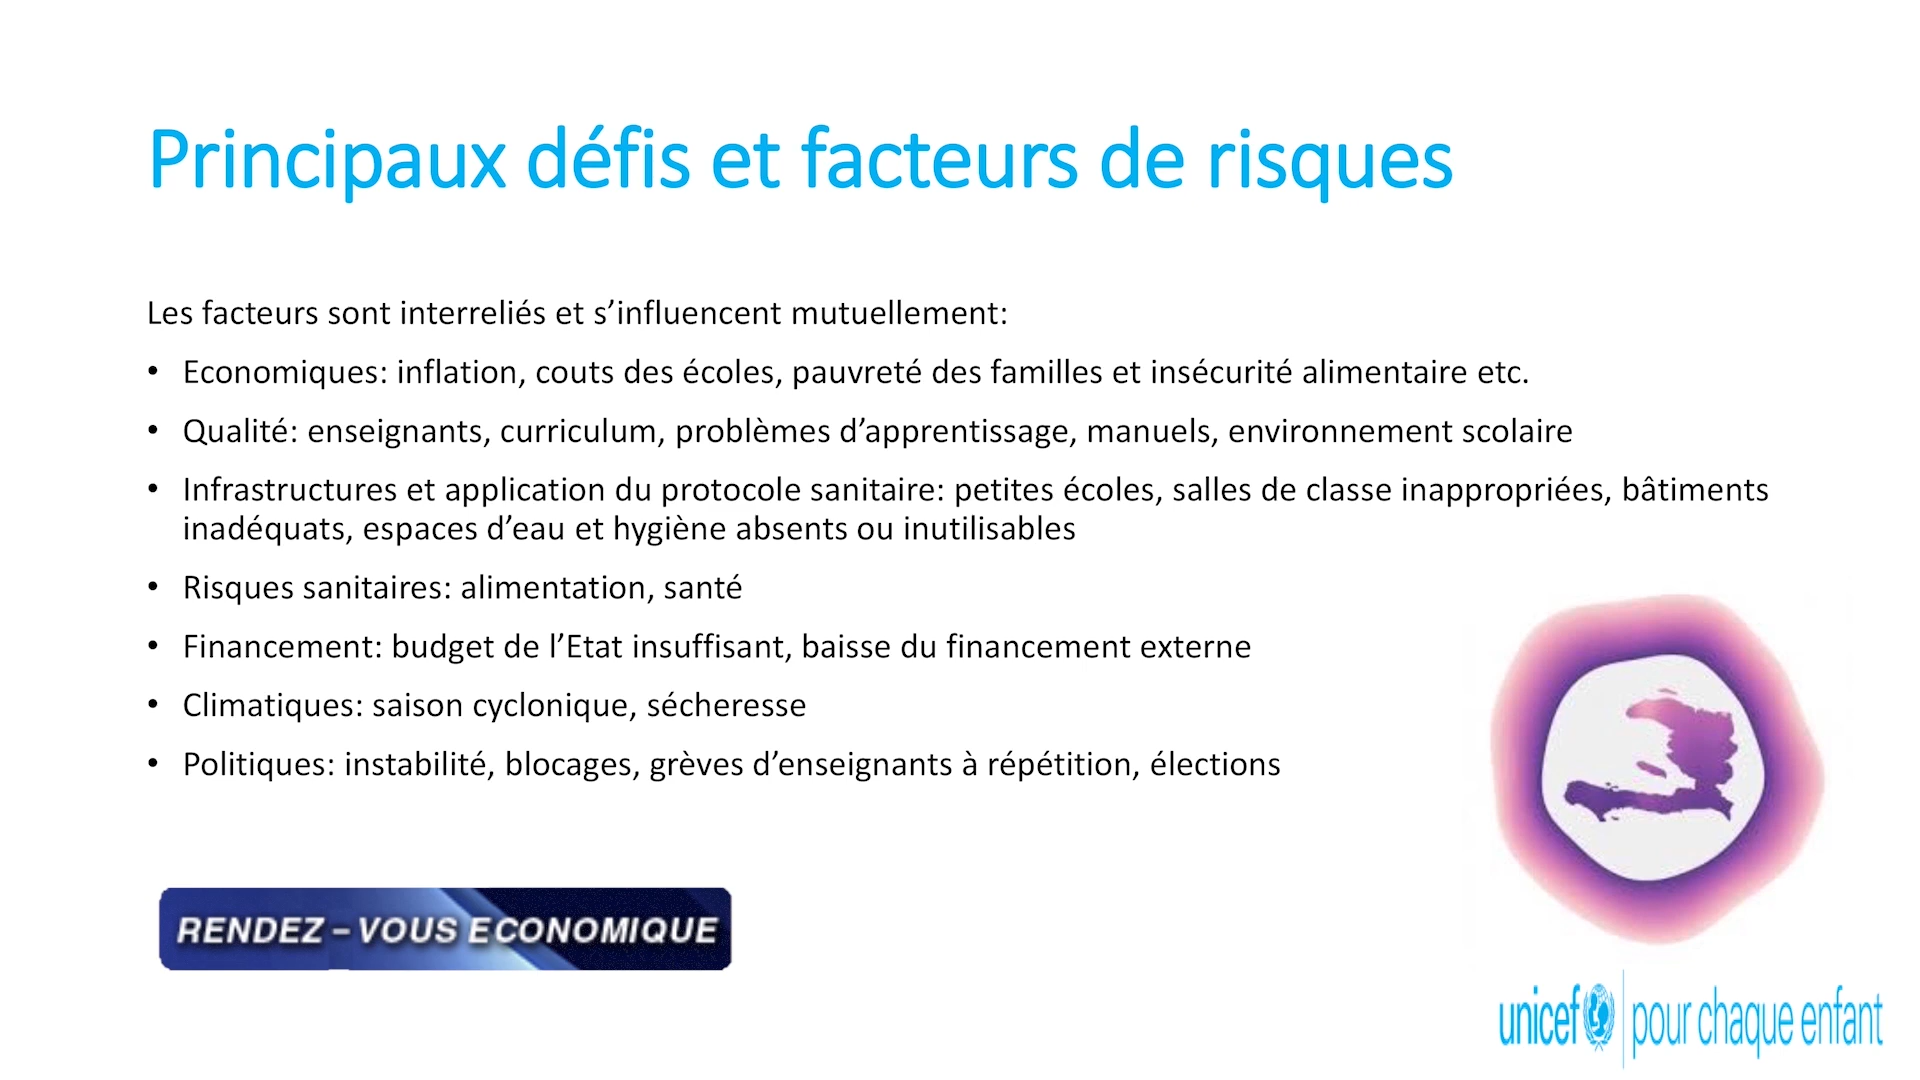 Principaux défis et facteurs de risques
Les facteurs sont interreliés et s’influencent mutuellement:
• Economiques: inflation, couts des écoles, pauvreté des familles et insécurité alimentaire etc.
• Qualité: enseignants, curriculum, problèmes d’apprentissage, manuels, environnement scolaire
• Infrastructures et application du protocole sanitaire: petites écoles, salles de classe inappropriées, bâtiments
inadéquats, espaces d’eau et hygiène absents ou inutilisables
• Risques sanitaires: alimentation, santé
• Financement: budget de l’Etat insuffisant, baisse du financement externe
• Climatiques: saison cyclonique, sécheresse
• Politiques: instabilité, blocages, grèves d’enseignants à répétition, élections
RENDEZ – VOUS ECONOMIQUE
unicef pour chaque enfant